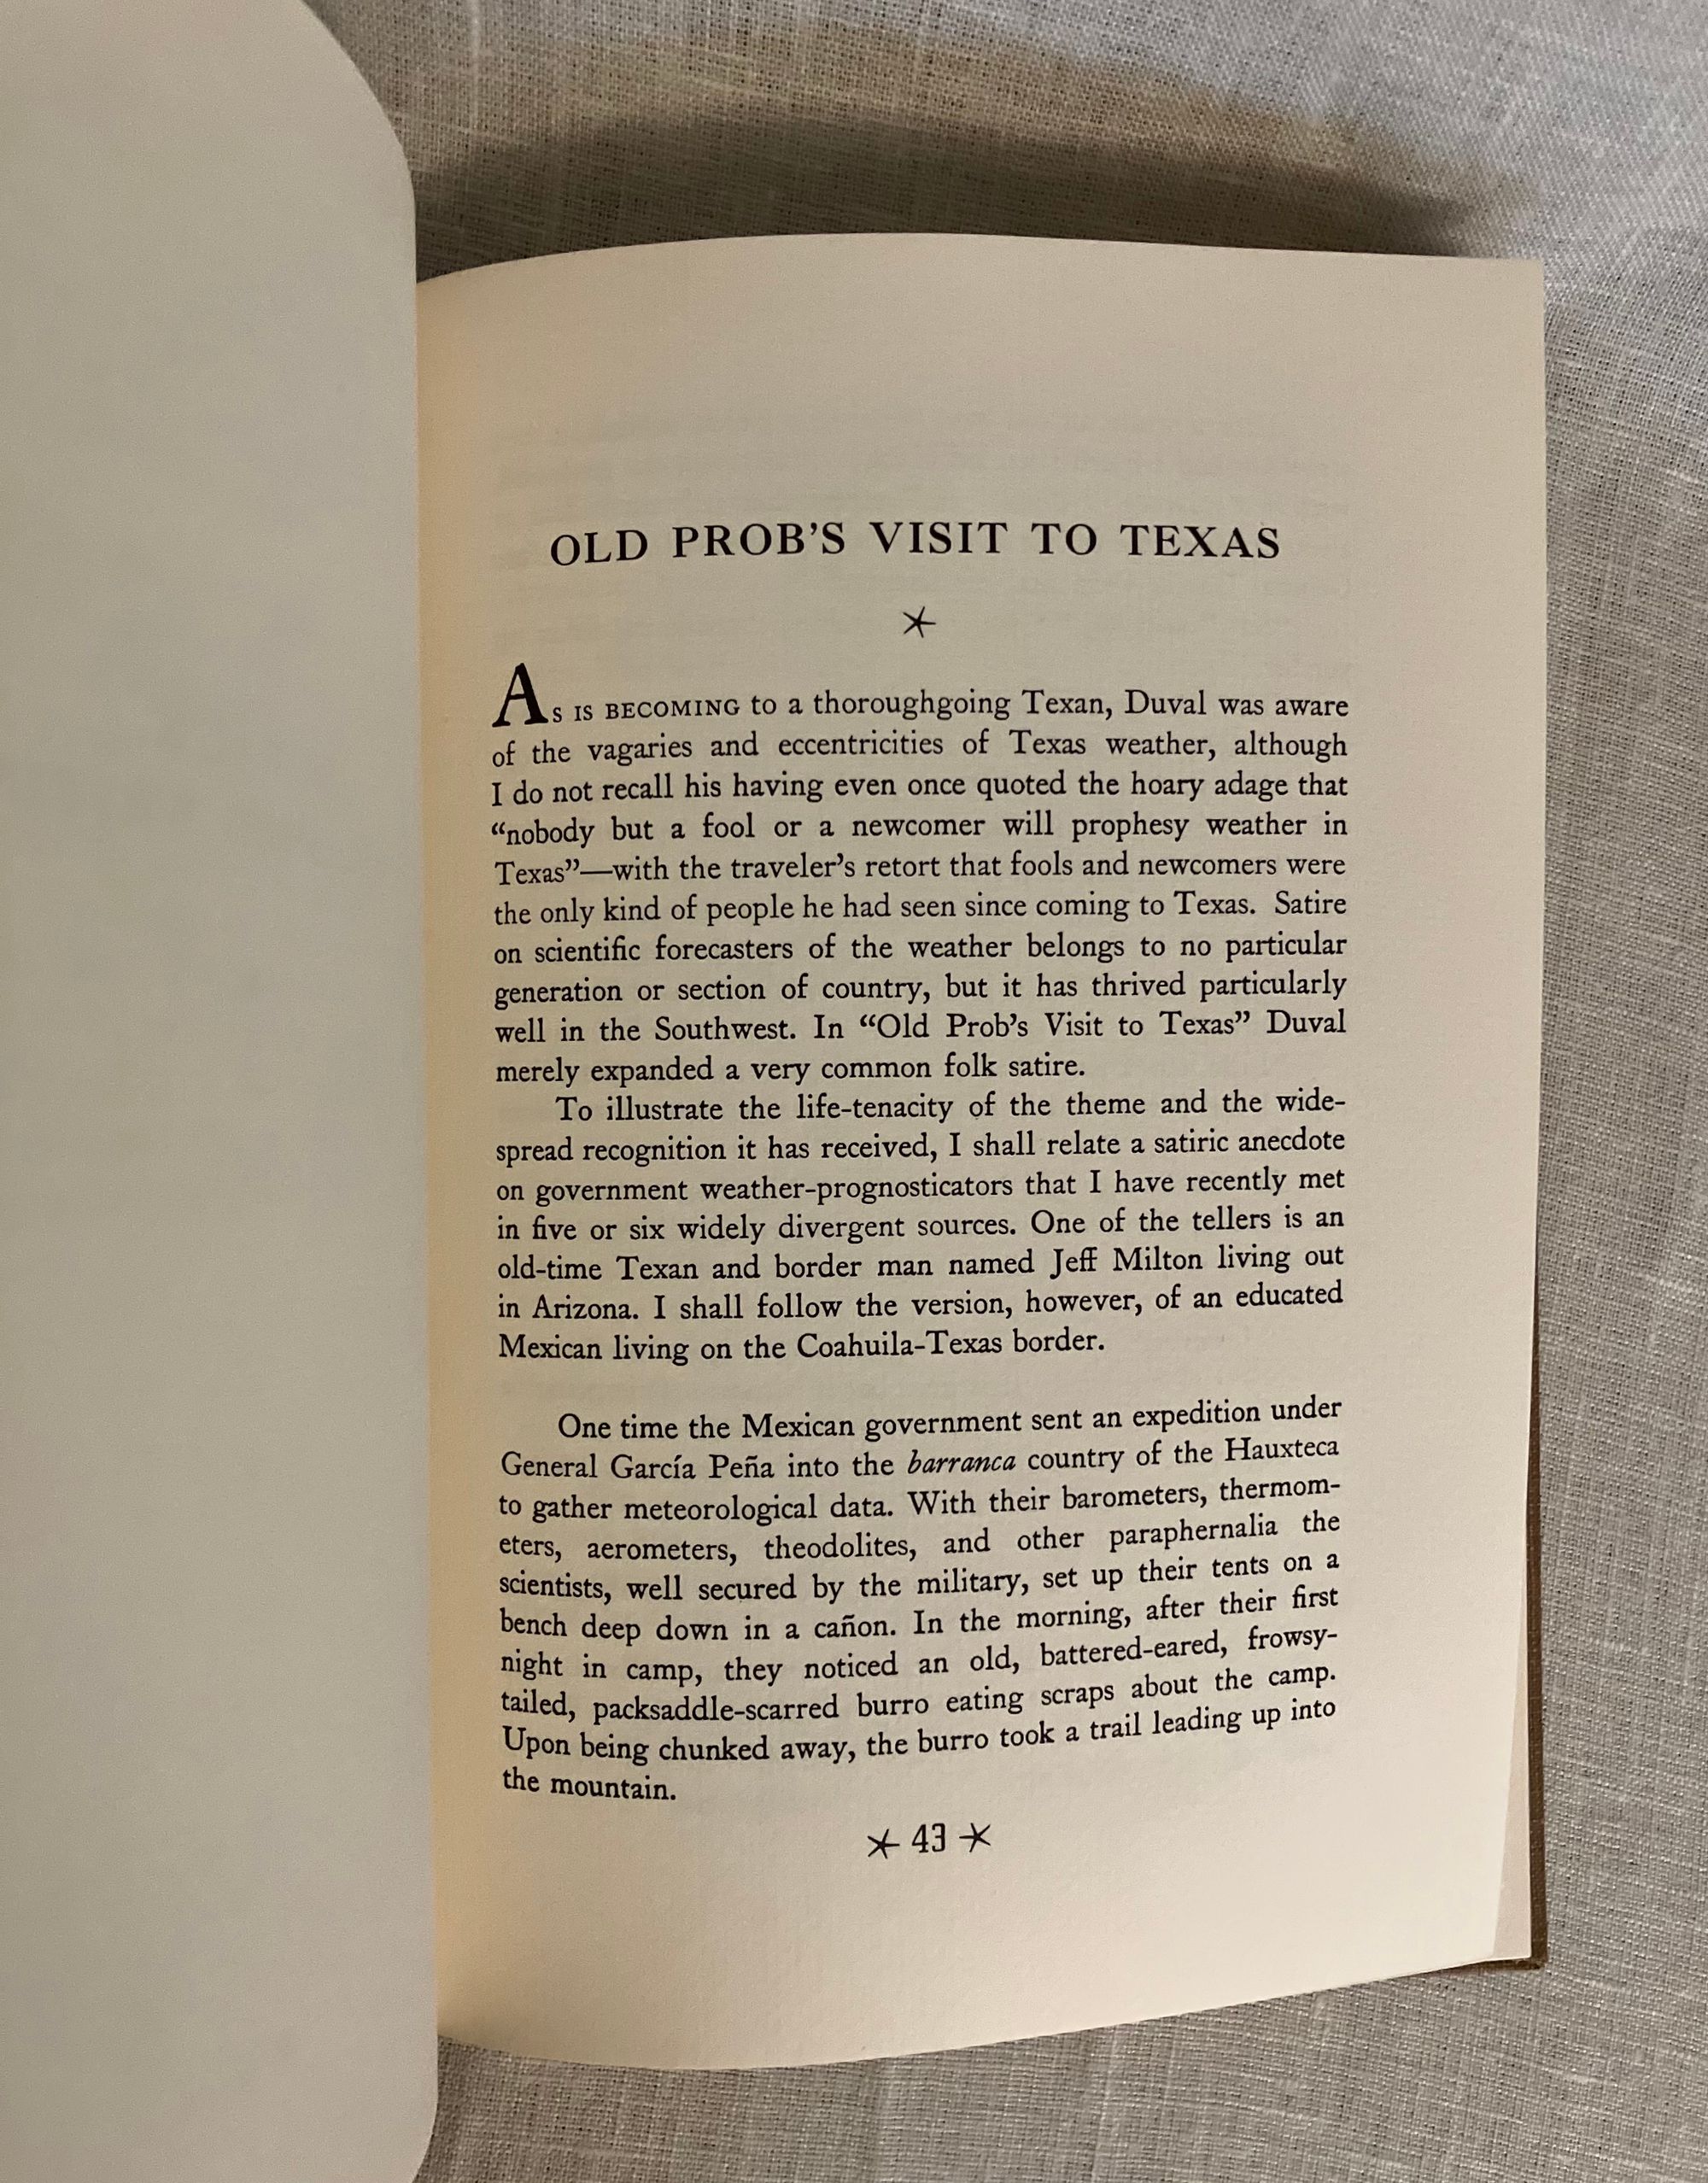 OLD PROB’S VISIT TO TEXAS
As is becoming to a thoroughgoing Texan, Duval was aware
of the vagaries and eccentricities of Texas weather, although
I do not recall his having even once quoted the hoary adage that
“nobody but a fool or a newcomer will prophesy weather in
Texas”—with the traveler’s retort that fools and newcomers were
the only kind of people he had seen since coming to Texas. Satire
on scientific forecasters of the weather belongs to no particular
generation or section of country, but it has thrived particularly
well in the Southwest. In “Old Prob’s Visit to Texas” Duval
merely expanded a very common folk satire.
To illustrate the life-tenacity of the theme and the wide-
spread recognition it has received, I shall relate a satiric anecdote
on government weather-prognosticators that I have recently met
in five or six widely divergent sources. One of the tellers is an
old-time Texan and border man named Jeff Milton living out
in Arizona. I shall follow the version, however, of an educated
Mexican living on the Coahuila-Texas border.
One time the Mexican government sent an expedition under
General García Peña into the barranca country of the Hauxteca
to gather meteorological data. With their barometers, thermom-
eters, aerometers, theodolites, and other paraphernalia the
scientists, well secured by the military, set up their tents on a
bench deep down in a cañon. In the morning, after their first
night in camp, they noticed an old, battered-eared, frowsy-
tailed, packsaddle-scarred burro eating scraps about the camp.
Upon being chunked away, the burro took a trail leading up into
the mountain.
43